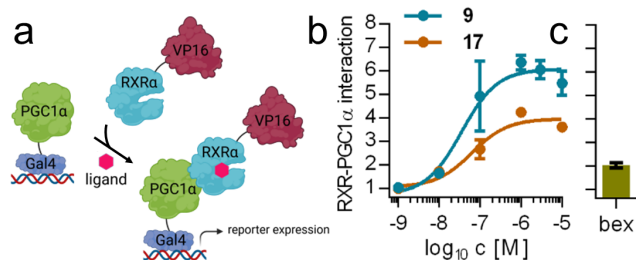 a
VP16
RXRα
PGC1α
Gal4
ligand
VP16
RXRα
PGC1α
Gal4
reporter expression
b
9
17
RXR-PGC1α interaction
8
7
6
5
4
3
2
1
-9 -8 -7 -6 -5
log10 c [M]
c
bex